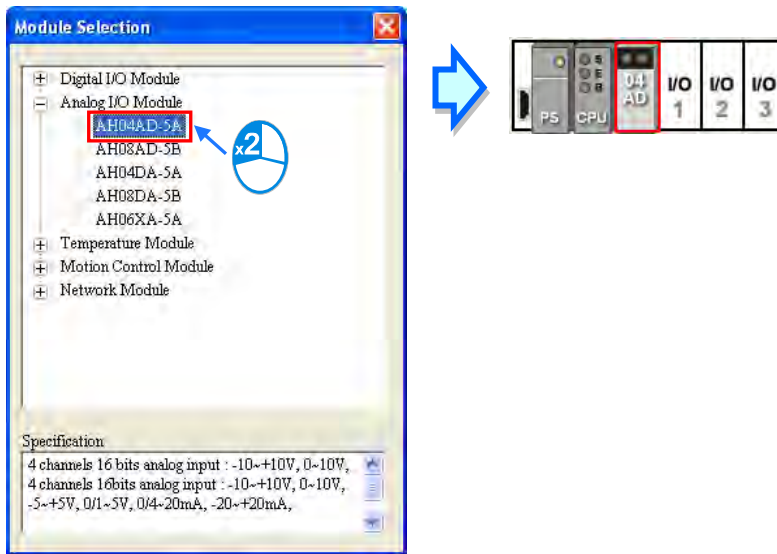 Module Selection
Digital I/O Module
Analog I/O Module
AH04AD-5A
AH08AD-5B
AH04DA-5A
AH08DA-5B
AH06XA-5A
Temperature Module
Motion Control Module
Network Module
x2
Specification
4 channels 16 bits analog input : -10~+10V, 0~10V,
4 channels 16bits analog input : -10~+10V, 0~10V,
-5~+5V, 0/1~5V, 0/4~20mA, -20~+20mA,
PS
S
E
B
CPU
04
AD
I/O
1
I/O
2
I/O
3